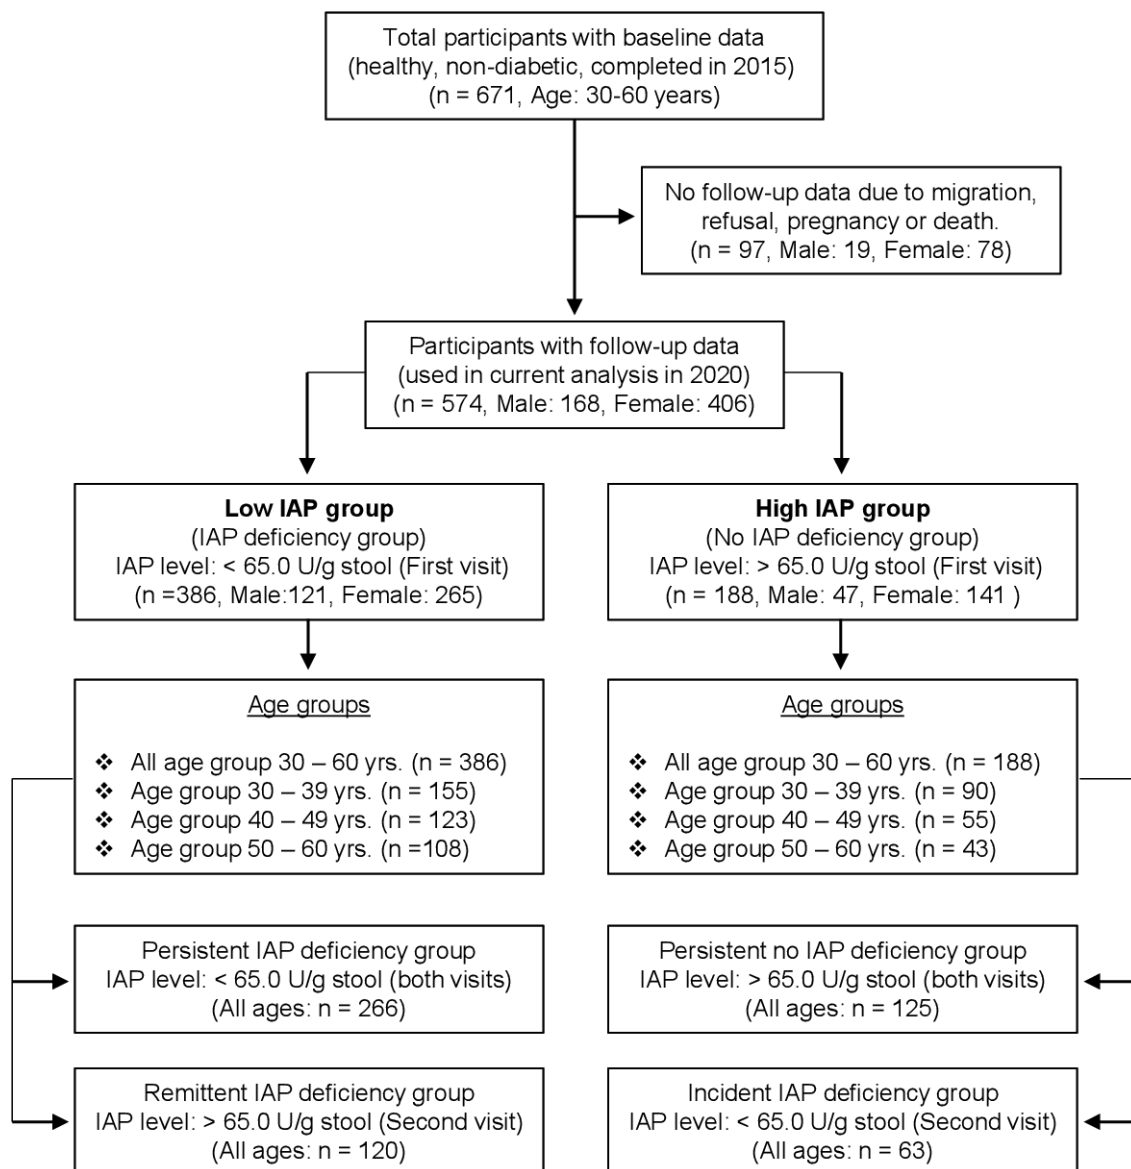 Total participants with baseline data
(healthy, non-diabetic, completed in 2015)
(n = 671, Age: 30-60 years)
No follow-up data due to migration,
refusal, pregnancy or death.
(n = 97, Male: 19, Female: 78)
Participants with follow-up data
(used in current analysis in 2020)
(n = 574, Male: 168, Female: 406)
Low IAP group
(IAP deficiency group)
IAP level: < 65.0 U/g stool (First visit)
(n =386, Male:121, Female: 265)
High IAP group
(No IAP deficiency group)
IAP level: > 65.0 U/g stool (First visit)
(n = 188, Male: 47, Female: 141 )
Age groups
❖ All age group 30 – 60 yrs. (n = 386)
❖ Age group 30 – 39 yrs. (n = 155)
❖ Age group 40 – 49 yrs. (n = 123)
❖ Age group 50 – 60 yrs. (n =108)
Age groups
❖ All age group 30 – 60 yrs. (n = 188)
❖ Age group 30 – 39 yrs. (n = 90)
❖ Age group 40 – 49 yrs. (n = 55)
❖ Age group 50 – 60 yrs. (n = 43)
Persistent IAP deficiency group
IAP level: < 65.0 U/g stool (both visits)
(All ages: n = 266)
Persistent no IAP deficiency group
IAP level: > 65.0 U/g stool (both visits)
(All ages: n = 125)
Remittent IAP deficiency group
IAP level: > 65.0 U/g stool (Second visit)
(All ages: n = 120)
Incident IAP deficiency group
IAP level: < 65.0 U/g stool (Second visit)
(All ages: n = 63)